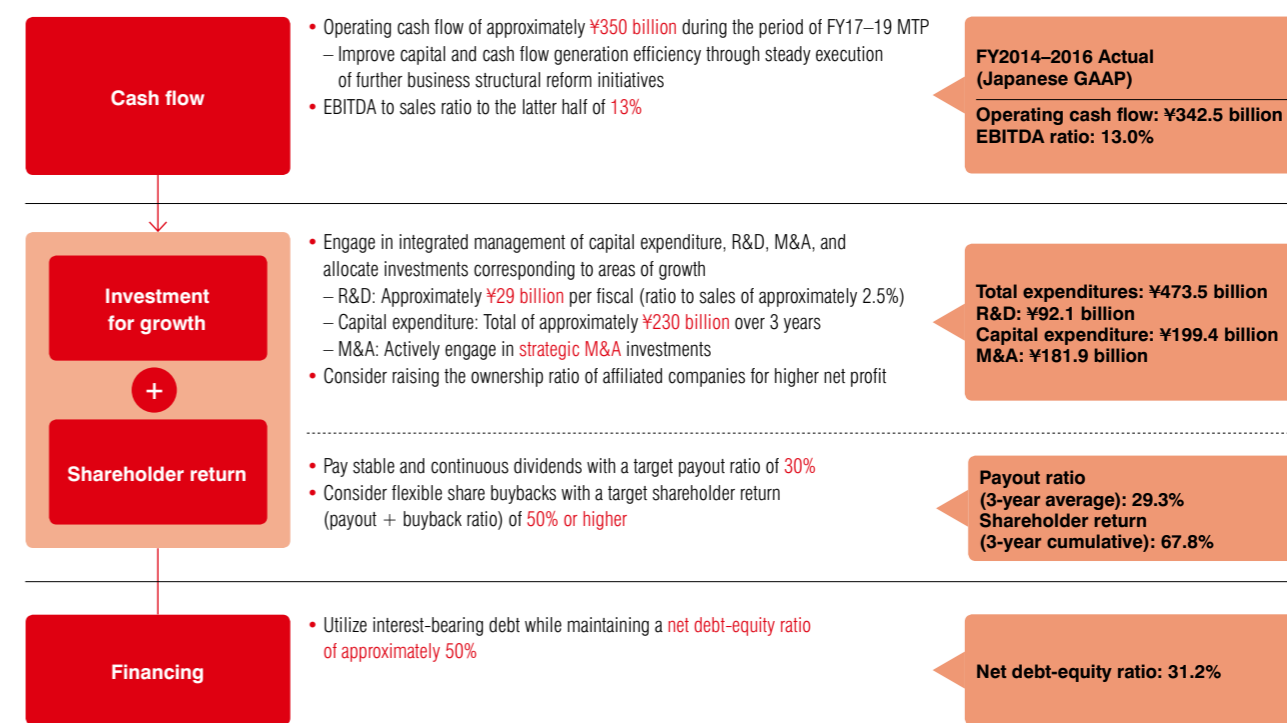 Cash flow
• Operating cash flow of approximately ¥350 billion during the period of FY17–19 MTP
– Improve capital and cash flow generation efficiency through steady execution
of further business structural reform initiatives
• EBITDA to sales ratio to the latter half of 13%
FY2014–2016 Actual
(Japanese GAAP)
Operating cash flow: ¥342.5 billion
EBITDA ratio: 13.0%
Investment
for growth
• Engage in integrated management of capital expenditure, R&D, M&A, and
allocate investments corresponding to areas of growth
– R&D: Approximately ¥29 billion per fiscal (ratio to sales of approximately 2.5%)
– Capital expenditure: Total of approximately ¥230 billion over 3 years
– M&A: Actively engage in strategic M&A investments
• Consider raising the ownership ratio of affiliated companies for higher net profit
Total expenditures: ¥473.5 billion
R&D: ¥92.1 billion
Capital expenditure: ¥199.4 billion
M&A: ¥181.9 billion
+
Shareholder return
• Pay stable and continuous dividends with a target payout ratio of 30%
• Consider flexible share buybacks with a target shareholder return
(payout + buyback ratio) of 50% or higher
Payout ratio
(3-year average): 29.3%
Shareholder return
(3-year cumulative): 67.8%
Financing
• Utilize interest-bearing debt while maintaining a net debt-equity ratio
of approximately 50%
Net debt-equity ratio: 31.2%